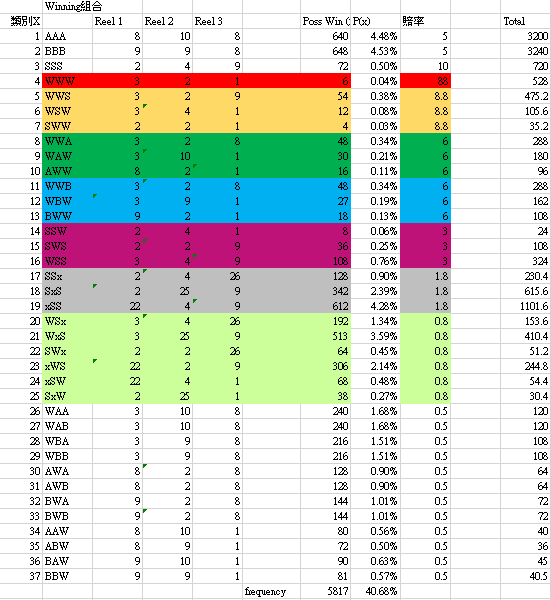 Winning組合
Reel 1 Reel 2 Reel 3 Poss Win ( P(x) 賠率 Total
類別X
1 AAA 8 10 8 640 4.48% 5 3200
2 BBB 9 9 8 648 4.53% 5 3240
3 SSS 2 4 9 72 0.50% 10 720
4 WWW 3 2 1 6 0.04% 88 528
5 WWS 3 2 9 54 0.38% 8.8 475.2
6 WSW 3 4 1 12 0.08% 8.8 105.6
7 SWW 2 2 1 4 0.03% 8.8 35.2
8 WWA 3 2 8 48 0.34% 6 288
9 WAW 3 10 1 30 0.21% 6 180
10 AWW 8 2 1 16 0.11% 6 96
11 WWB 3 2 8 48 0.34% 6 288
12 WBW 3 9 1 27 0.19% 6 162
13 BWW 9 2 1 18 0.13% 6 108
14 SSW 2 4 1 8 0.06% 3 24
15 SWS 2 2 9 36 0.25% 3 108
16 WSS 3 4 9 108 0.76% 3 324
17 SSx 2 4 26 128 0.90% 1.8 230.4
18 SxS 2 25 9 342 2.39% 1.8 615.6
19 xSS 22 4 9 612 4.28% 1.8 1101.6
20 WSx 3 4 26 192 1.34% 0.8 153.6
21 WxS 3 25 9 513 3.59% 0.8 410.4
22 SWx 2 2 26 64 0.45% 0.8 51.2
23 xWS 22 2 9 306 2.14% 0.8 244.8
24 xSW 22 4 1 68 0.48% 0.8 54.4
25 SxW 2 25 1 38 0.27% 0.8 30.4
26 WAA 3 10 8 240 1.68% 0.5 120
27 WAB 3 10 8 240 1.68% 0.5 120
28 WBA 3 9 8 216 1.51% 0.5 108
29 WBB 3 9 8 216 1.51% 0.5 108
30 AWA 8 2 8 128 0.90% 0.5 64
31 AWB 8 2 8 128 0.90% 0.5 64
32 BWA 9 2 8 144 1.01% 0.5 72
33 BWB 9 2 8 144 1.01% 0.5 72
34 AAW 8 10 1 80 0.56% 0.5 40
35 ABW 8 9 1 72 0.50% 0.5 36
36 BAW 9 10 1 90 0.63% 0.5 45
37 BBW 9 9 1 81 0.57% 0.5 40.5
frequency 5817 40.68%